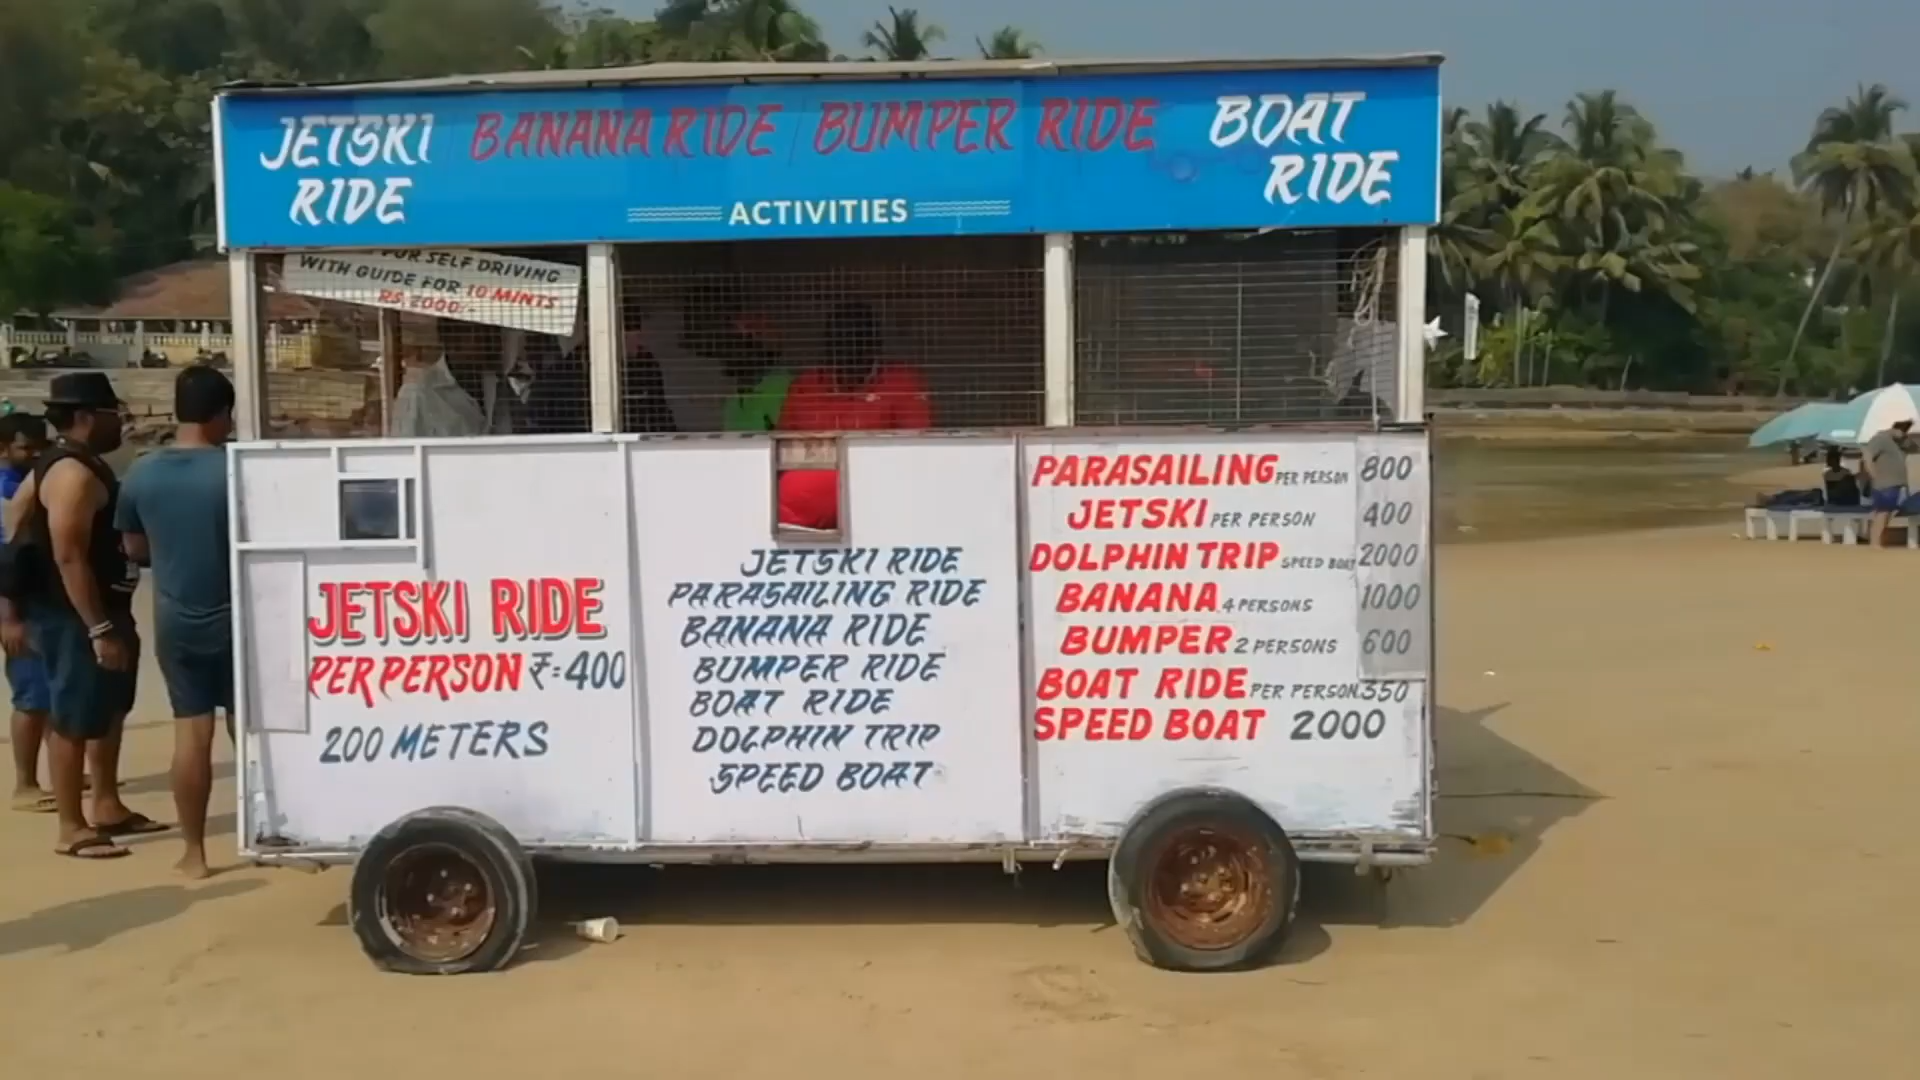 JETSKI RIDE
BANANA RIDE / BUMPER RIDE
BOAT RIDE
ACTIVITIES
FOR SELF DRIVING
WITH GUIDE FOR 10 MINTS
RS. 2000/-
JETSKI RIDE
PER PERSON ₹=400
200 METERS
JETSKI RIDE
PARASAILING RIDE
BANANA RIDE
BUMPER RIDE
BOAT RIDE
DOLPHIN TRIP
SPEED BOAT
PARASAILING PER PERSON 800
JETSKI PER PERSON 400
DOLPHIN TRIP SPEED BOAT 2000
BANANA 4 PERSONS 1000
BUMPER 2 PERSONS 600
BOAT RIDE PER PERSON 350
SPEED BOAT 2000